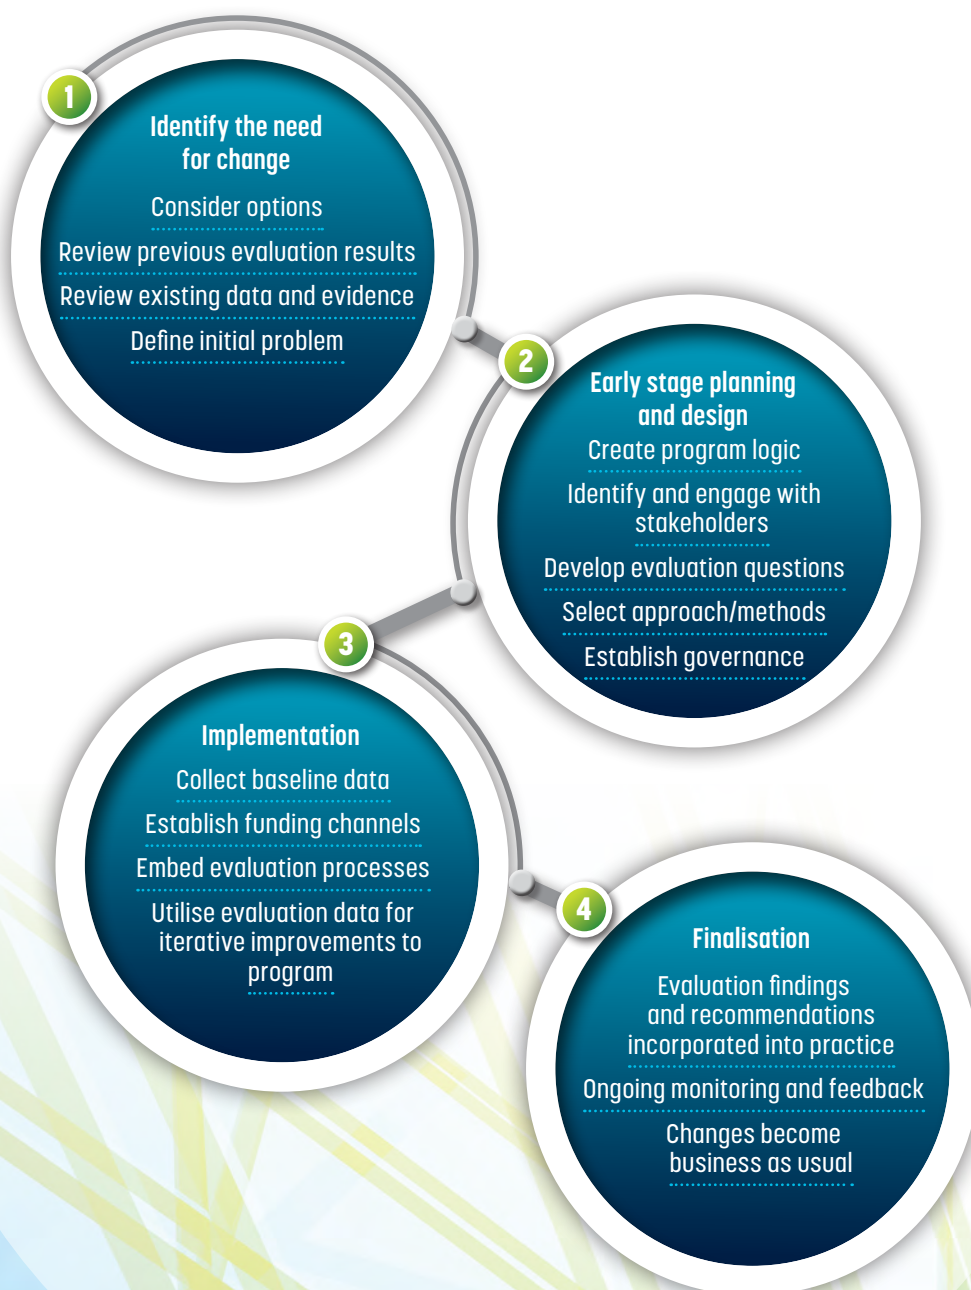 1
Identify the need
for change
Consider options
Review previous evaluation results
Review existing data and evidence
Define initial problem
2
Early stage planning
and design
Create program logic
Identify and engage with
stakeholders
Develop evaluation questions
Select approach/methods
Establish governance
3
Implementation
Collect baseline data
Establish funding channels
Embed evaluation processes
Utilise evaluation data for
iterative improvements to
program
4
Finalisation
Evaluation findings
and recommendations
incorporated into practice
Ongoing monitoring and feedback
Changes become
business as usual